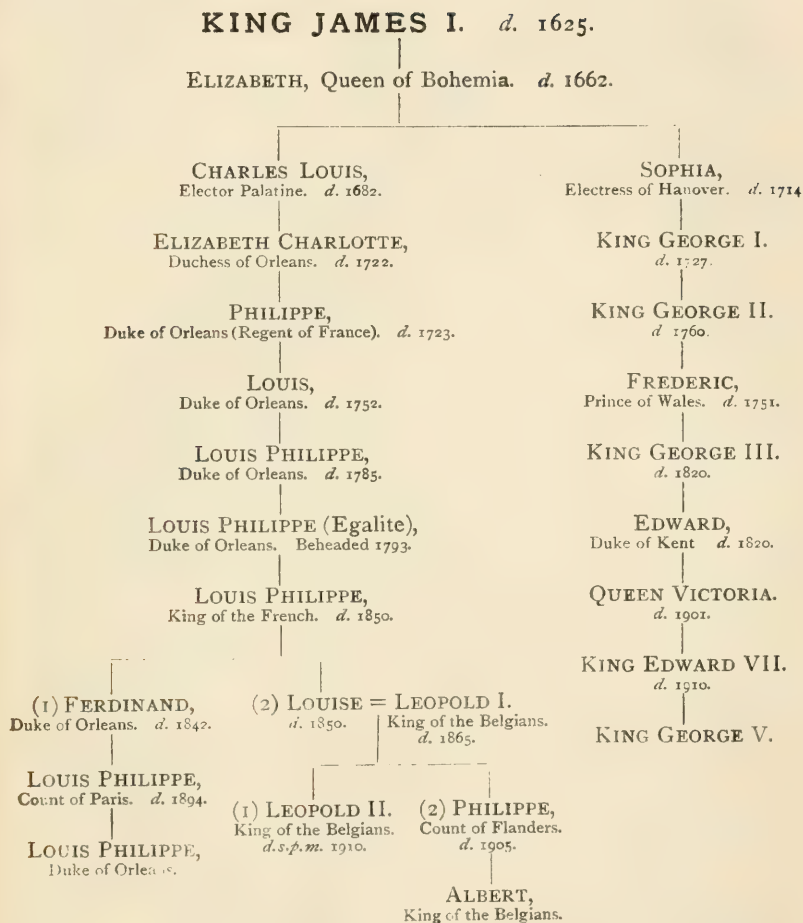 KING JAMES I. d. 1625.
ELIZABETH, Queen of Bohemia. d. 1662.
CHARLES LOUIS,
Elector Palatine. d. 1682.
ELIZABETH CHARLOTTE,
Duchess of Orleans. d. 1722.
PHILIPPE,
Duke of Orleans (Regent of France). d. 1723.
LOUIS,
Duke of Orleans. d. 1752.
LOUIS PHILIPPE,
Duke of Orleans. d. 1785.
LOUIS PHILIPPE (Egalite),
Duke of Orleans. Beheaded 1793.
LOUIS PHILIPPE,
King of the French. d. 1850.
(1) FERDINAND,
Duke of Orleans. d. 1842.
LOUIS PHILIPPE,
Count of Paris. d. 1894.
LOUIS PHILIPPE,
Duke of Orleans.
(2) LOUISE = LEOPOLD I.
d. 1850. King of the Belgians.
d. 1865.
(1) LEOPOLD II.
King of the Belgians.
d.s.p.m. 1910.
(2) PHILIPPE,
Count of Flanders.
d. 1905.
ALBERT,
King of the Belgians.
SOPHIA,
Electress of Hanover. d. 1714
KING GEORGE I.
d. 1727.
KING GEORGE II.
d 1760.
FREDERIC,
Prince of Wales. d. 1751.
KING GEORGE III.
d. 1820.
EDWARD,
Duke of Kent d. 1820.
QUEEN VICTORIA.
d. 1901.
KING EDWARD VII.
d. 1910.
KING GEORGE V.